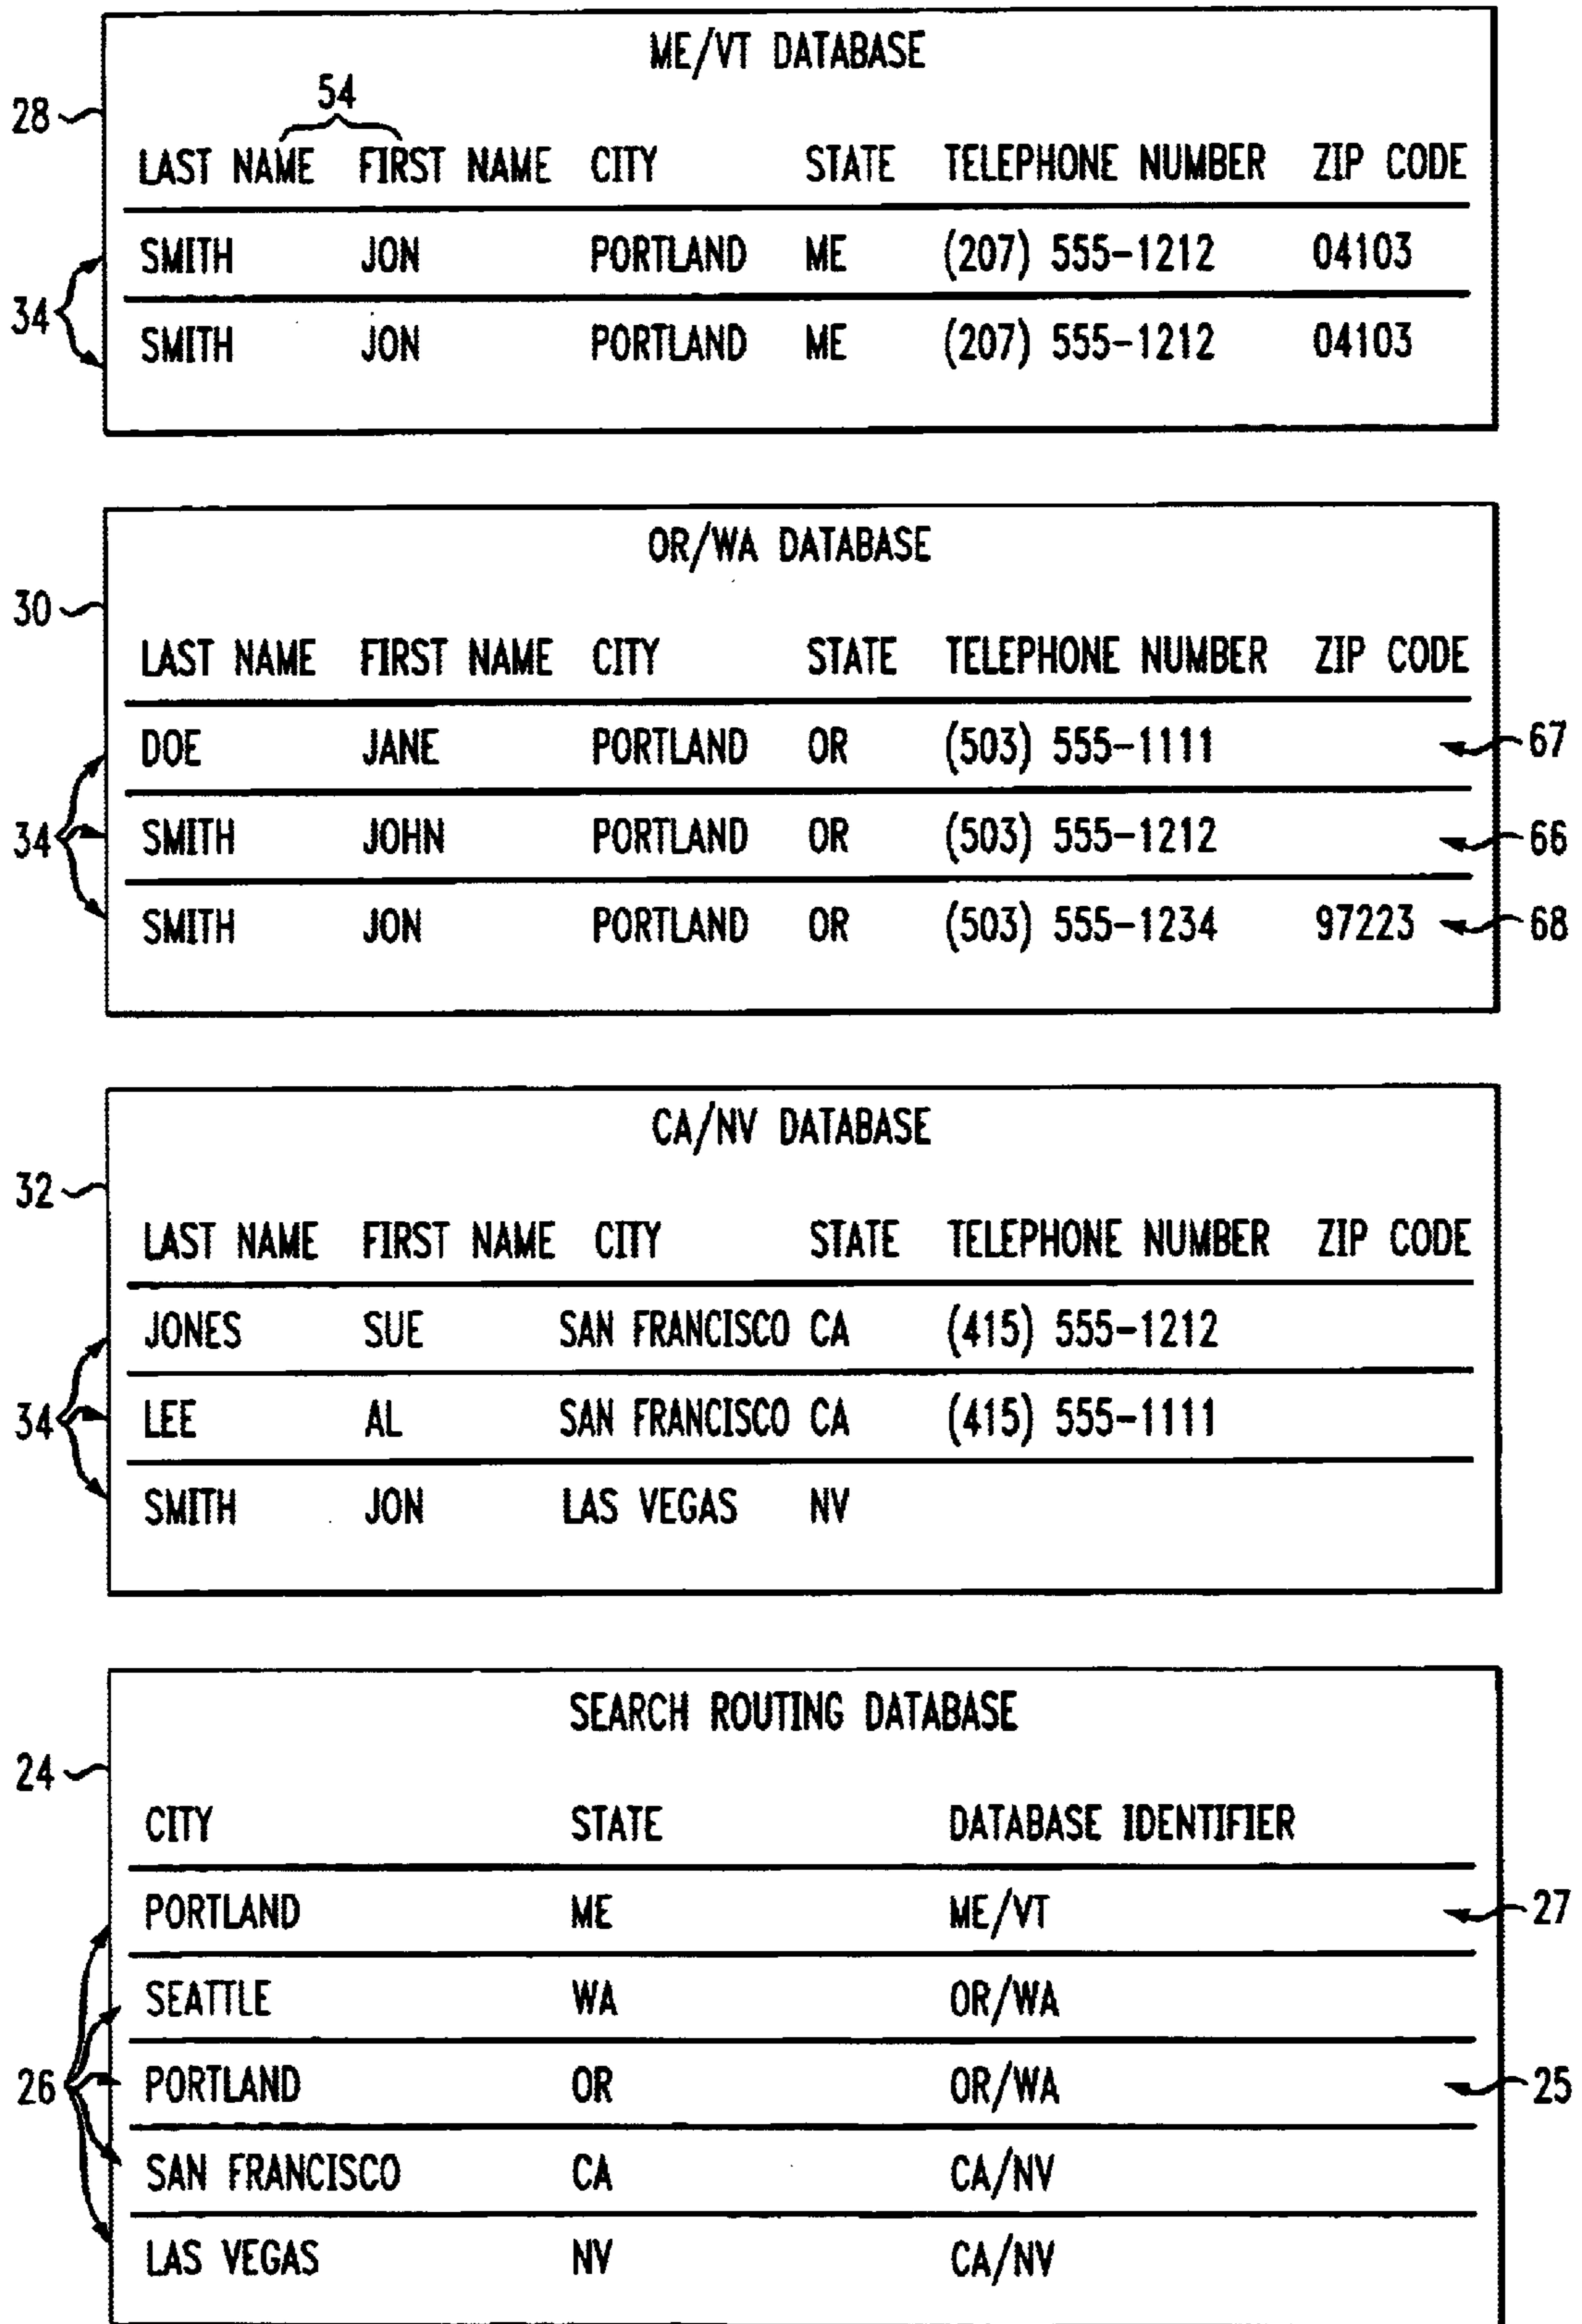 ME/VT DATABASE
54
28
LAST NAME FIRST NAME CITY STATE TELEPHONE NUMBER ZIP CODE
SMITH JON PORTLAND ME (207) 555-1212 04103
34
SMITH JON PORTLAND ME (207) 555-1212 04103
OR/WA DATABASE
30
LAST NAME FIRST NAME CITY STATE TELEPHONE NUMBER ZIP CODE
DOE JANE PORTLAND OR (503) 555-1111 67
34 SMITH JOHN PORTLAND OR (503) 555-1212 66
SMITH JON PORTLAND OR (503) 555-1234 97223 68
CA/NV DATABASE
32
LAST NAME FIRST NAME CITY STATE TELEPHONE NUMBER ZIP CODE
JONES SUE SAN FRANCISCO CA (415) 555-1212
34 LEE AL SAN FRANCISCO CA (415) 555-1111
SMITH JON LAS VEGAS NV
SEARCH ROUTING DATABASE
24
CITY STATE DATABASE IDENTIFIER
PORTLAND ME ME/VT 27
SEATTLE WA OR/WA
26 PORTLAND OR OR/WA 25
SAN FRANCISCO CA CA/NV
LAS VEGAS NV CA/NV